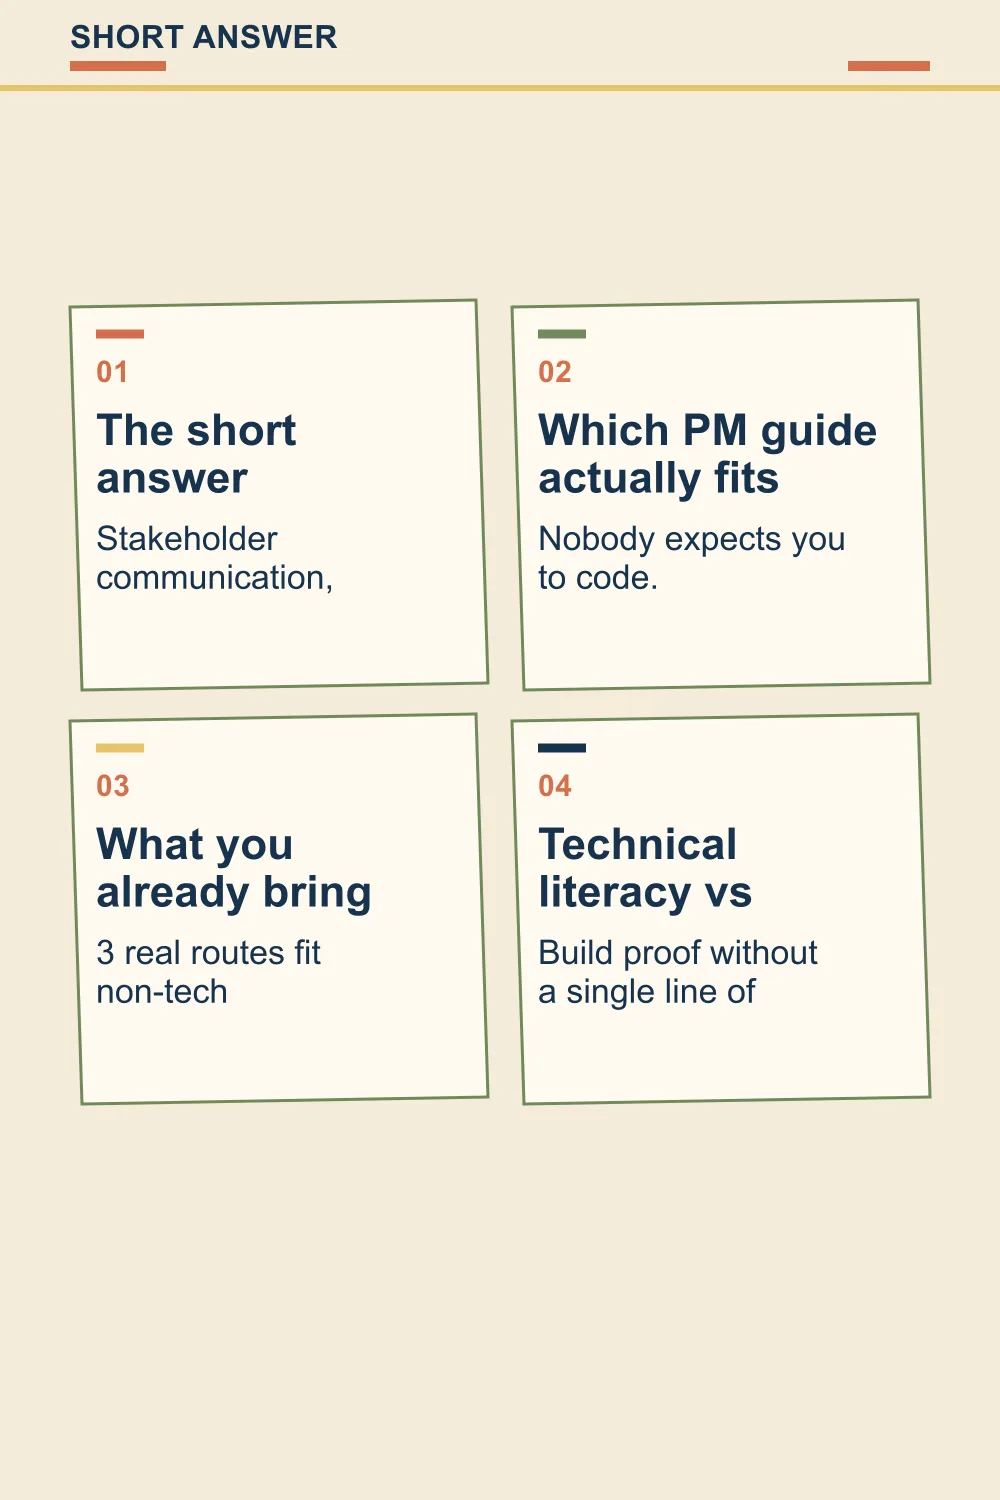 SHORT ANSWER
01
The short
answer
Stakeholder
communication,
02
Which PM guide
actually fits
Nobody expects you
to code.
03
What you
already bring
3 real routes fit
non-tech
04
Technical
literacy vs
Build proof without
a single line of